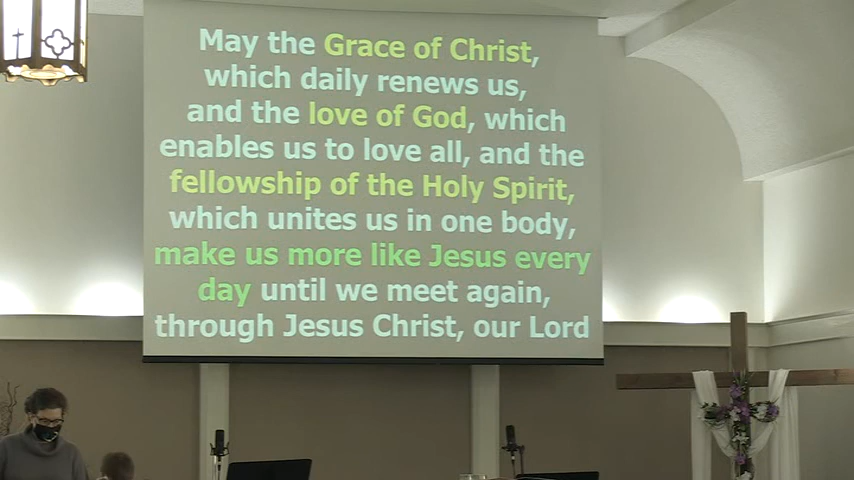 May the Grace of Christ,
which daily renews us,
and the love of God, which
enables us to love all, and the
fellowship of the Holy Spirit,
which unites us in one body,
make us more like Jesus every
day until we meet again,
through Jesus Christ, our Lord